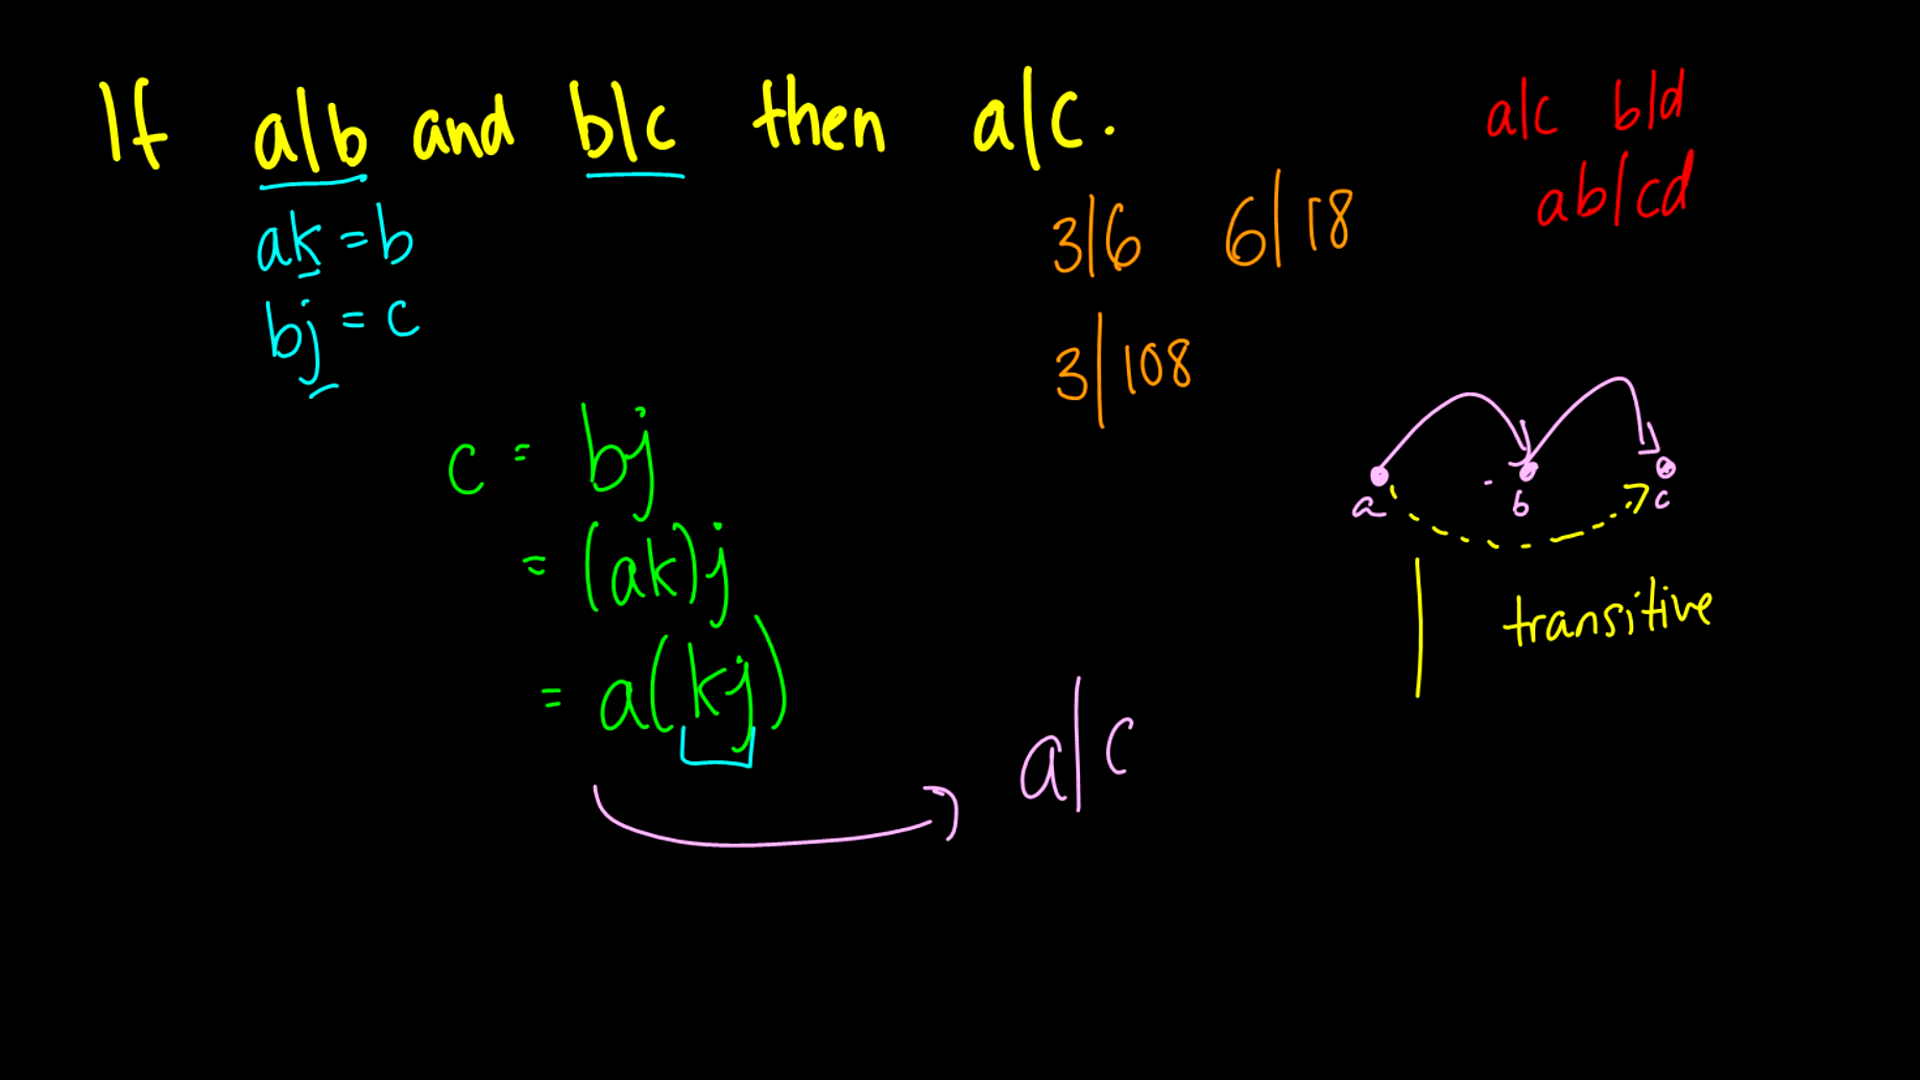 If a|b and b|c then a|c.
a|c b|d
ab|cd
ak = b
bj = c
3|6 6|18
3|108
c = bj
= (ak)j
= a(kj)
a|c
a b c
| transitive